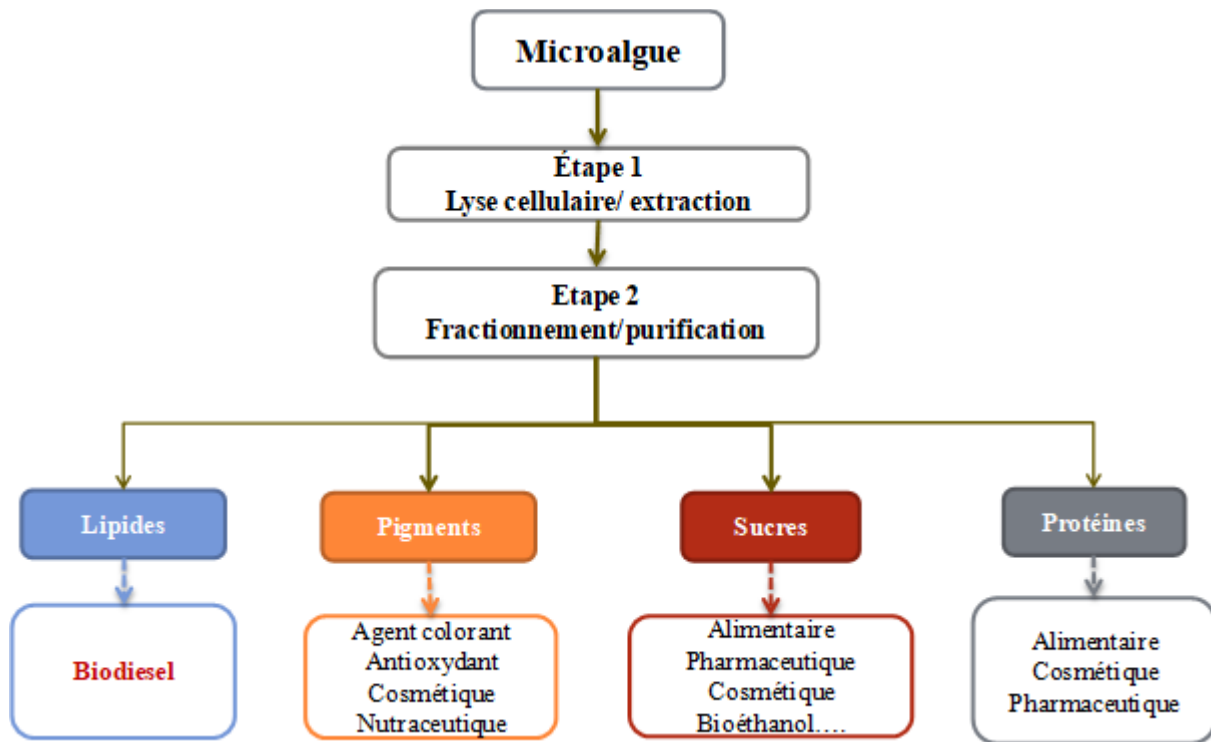 Microalgue
Étape 1
Lyse cellulaire/ extraction
Etape 2
Fractionnement/purification
Lipides
Pigments
Sucres
Protéines
Biodiesel
Agent colorant
Antioxydant
Cosmétique
Nutraceutique
Alimentaire
Pharmaceutique
Cosmétique
Bioéthanol….
Alimentaire
Cosmétique
Pharmaceutique